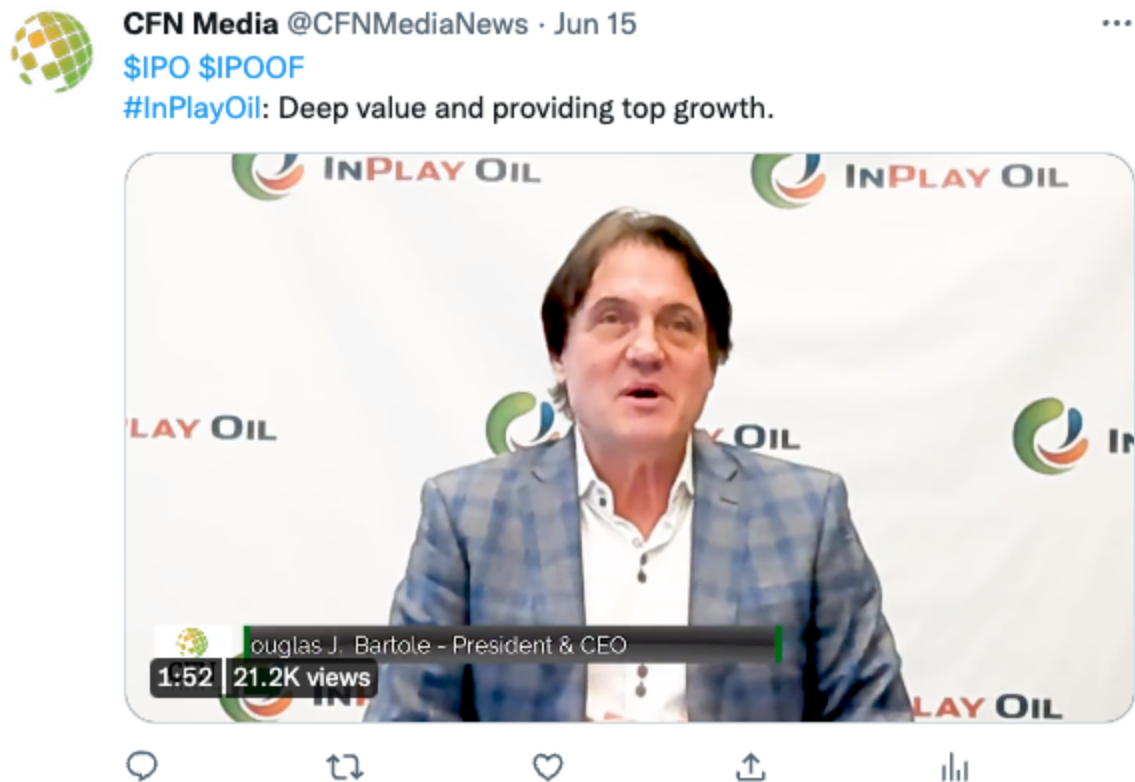 CFN Media @CFNMediaNews · Jun 15
$IPO $IPOOF
#InPlayOil: Deep value and providing top growth.
INPLAY OIL
INPLAY OIL
LAY OIL
OIL
IN
ouglas J. Bartole - President & CEO
1:52 | 21.2K views
IN
LAY OIL